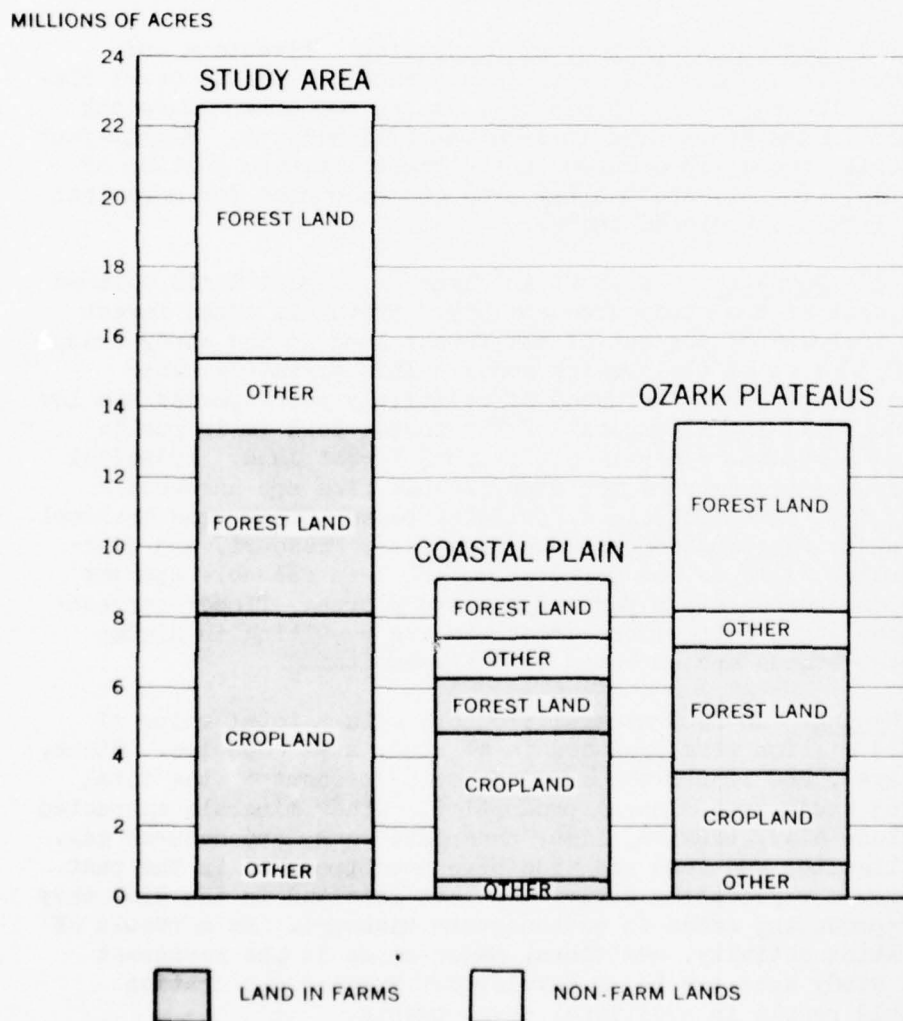 MILLIONS OF ACRES
24
22
20
18
16
14
12
10
8
6
4
2
0
STUDY AREA
FOREST LAND
OTHER
FOREST LAND
CROPLAND
OTHER
COASTAL PLAIN
FOREST LAND
OTHER
FOREST LAND
CROPLAND
OTHER
OZARK PLATEAUS
FOREST LAND
OTHER
FOREST LAND
CROPLAND
OTHER
LAND IN FARMS
NON-FARM LANDS